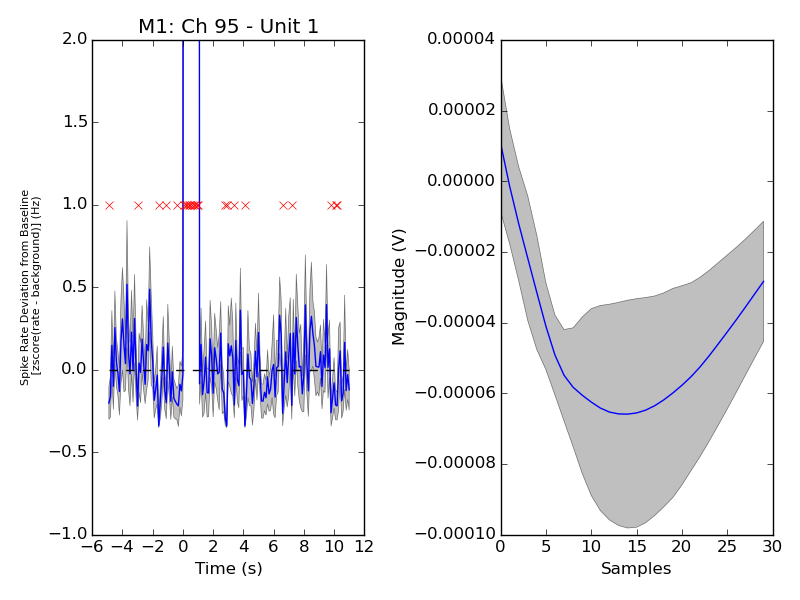 M1: Ch 95 - Unit 1
2.0
1.5
1.0
0.5
0.0
−0.5
−1.0
−6 −4 −2 0 2 4 6 8 10 12
Time (s)
Spike Rate Deviation from Baseline
[zscore(rate - background)] (Hz)
0.00004
0.00002
0.00000
−0.00002
−0.00004
−0.00006
−0.00008
−0.00010
0 5 10 15 20 25 30
Samples
Magnitude (V)